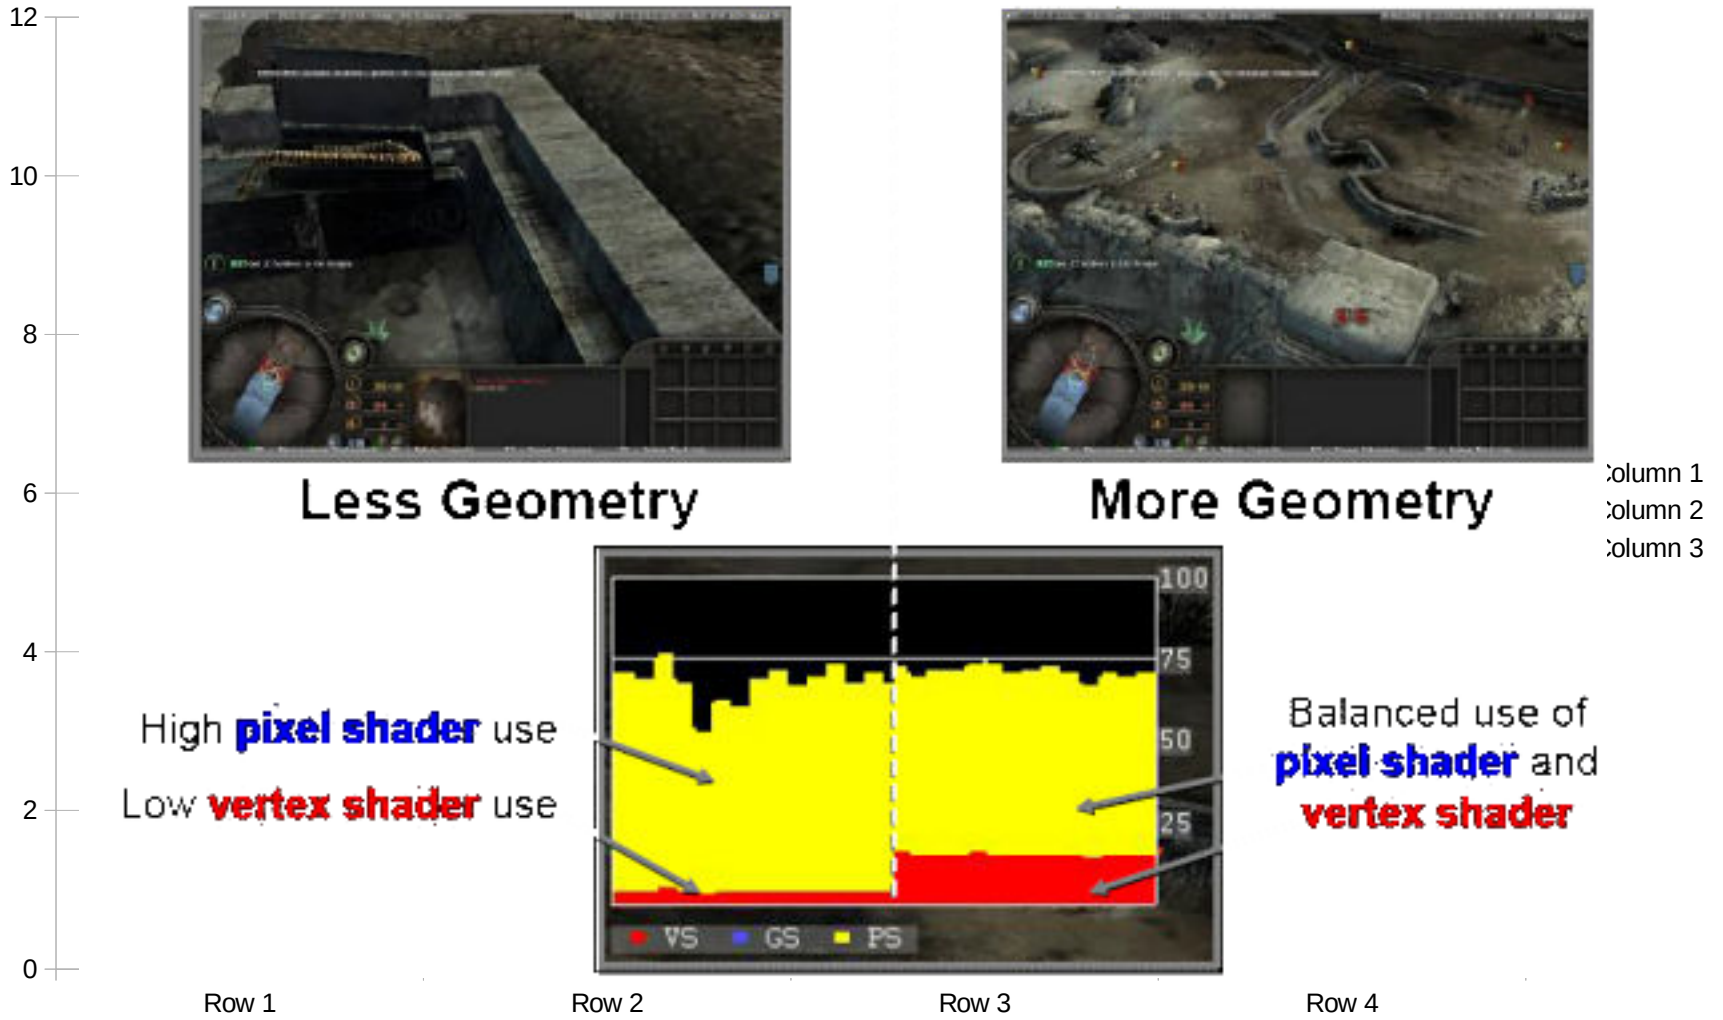 12
10
8
6
4
2
0
Less Geometry
More Geometry
Column 1
Column 2
Column 3
100
75
50
25
High pixel shader use
Low vertex shader use
Balanced use of
pixel shader and
vertex shader
VS GS PS
Row 1 Row 2 Row 3 Row 4